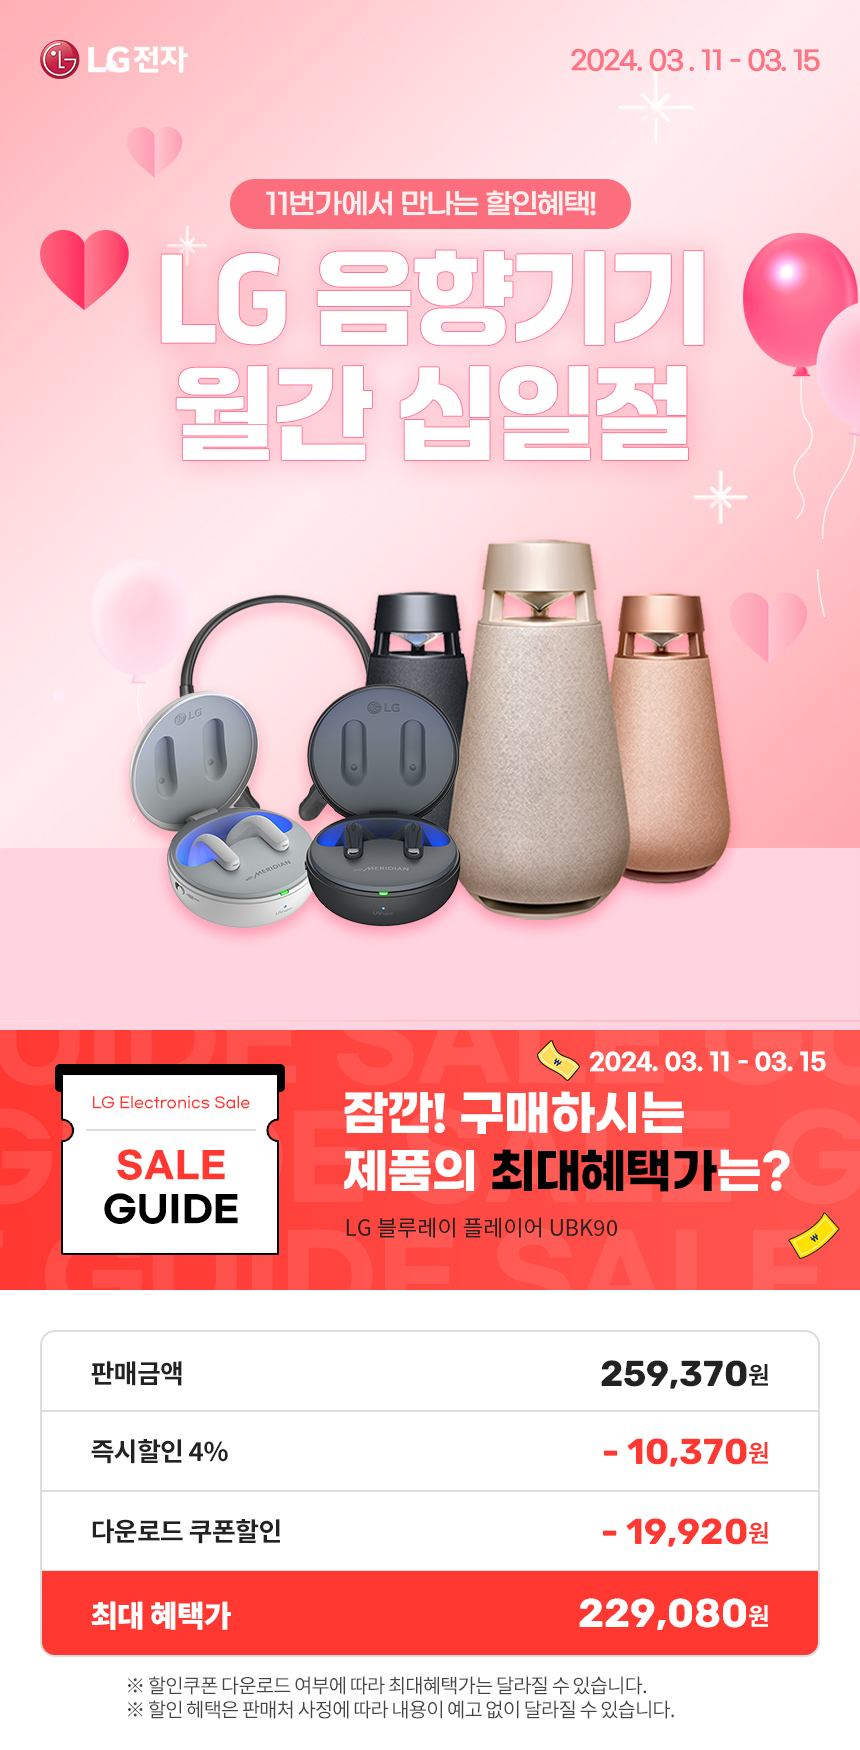 LG전자
2024. 03 . 11 - 03. 15
11번가에서 만나는 할인혜택!
LG 음향기기
월간 십일절
LG
LG
MERIDIAN
MERIDIAN
2024. 03. 11 - 03. 15
LG Electronics Sale
SALE
GUIDE
잠깐! 구매하시는
제품의 최대혜택가는?
LG 블루레이 플레이어 UBK90
판매금액 259,370원
즉시할인 4% - 10,370원
다운로드 쿠폰할인 - 19,920원
최대 혜택가 229,080원
※ 할인쿠폰 다운로드 여부에 따라 최대혜택가는 달라질 수 있습니다.
※ 할인 혜택은 판매처 사정에 따라 내용이 예고 없이 달라질 수 있습니다.